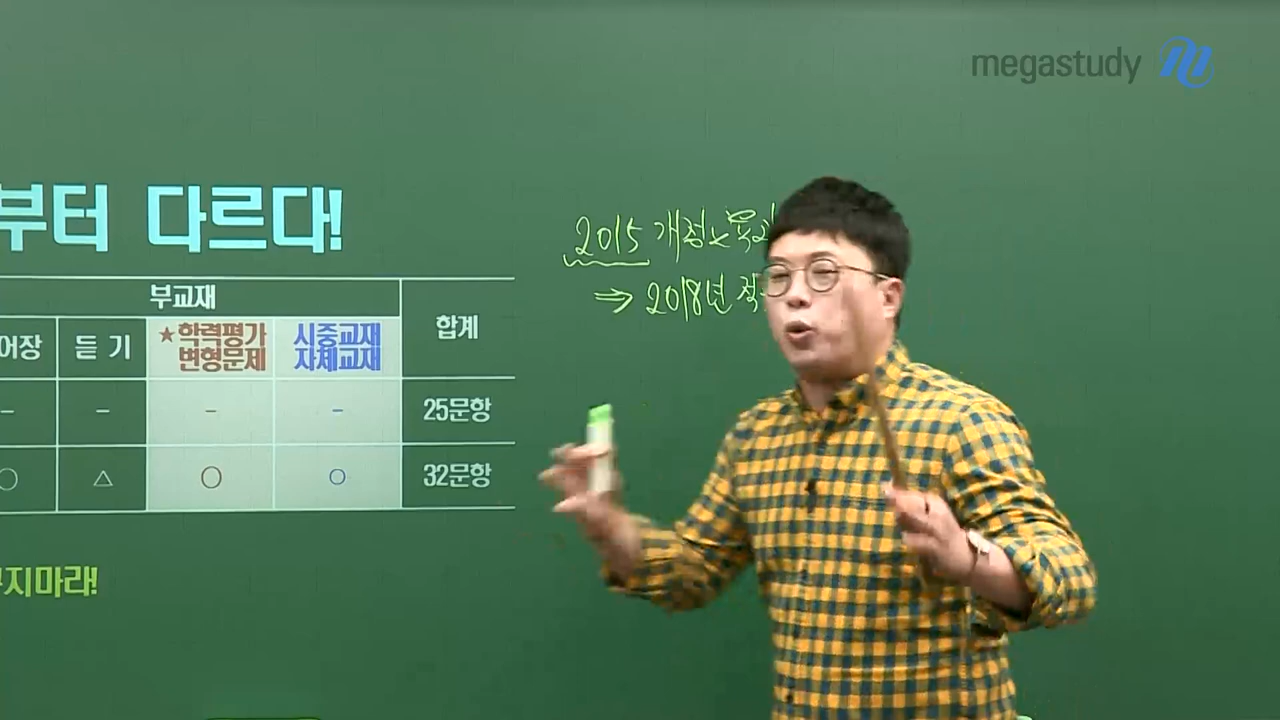 megastudy
부터 다르다!
2015 개정
⇒ 2018년
부교재
합계
어장
듣기
★학력평가
변형문제
시중교재
자체교재
- - - - 25문항
○ △ ○ ○ 32문항
지마라!